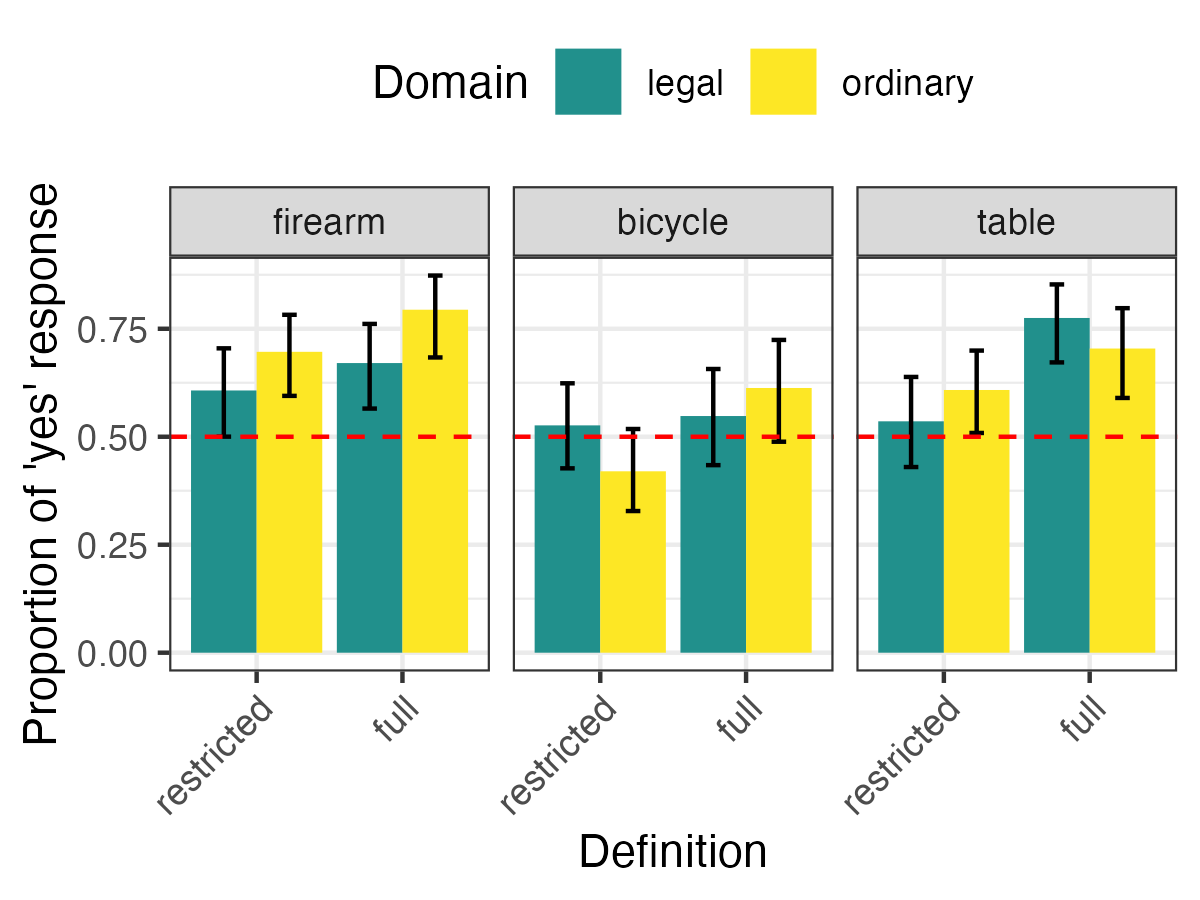 Domain legal ordinary
firearm bicycle table
Proportion of 'yes' response
0.75
0.50
0.25
0.00
restricted full restricted full restricted full
Definition